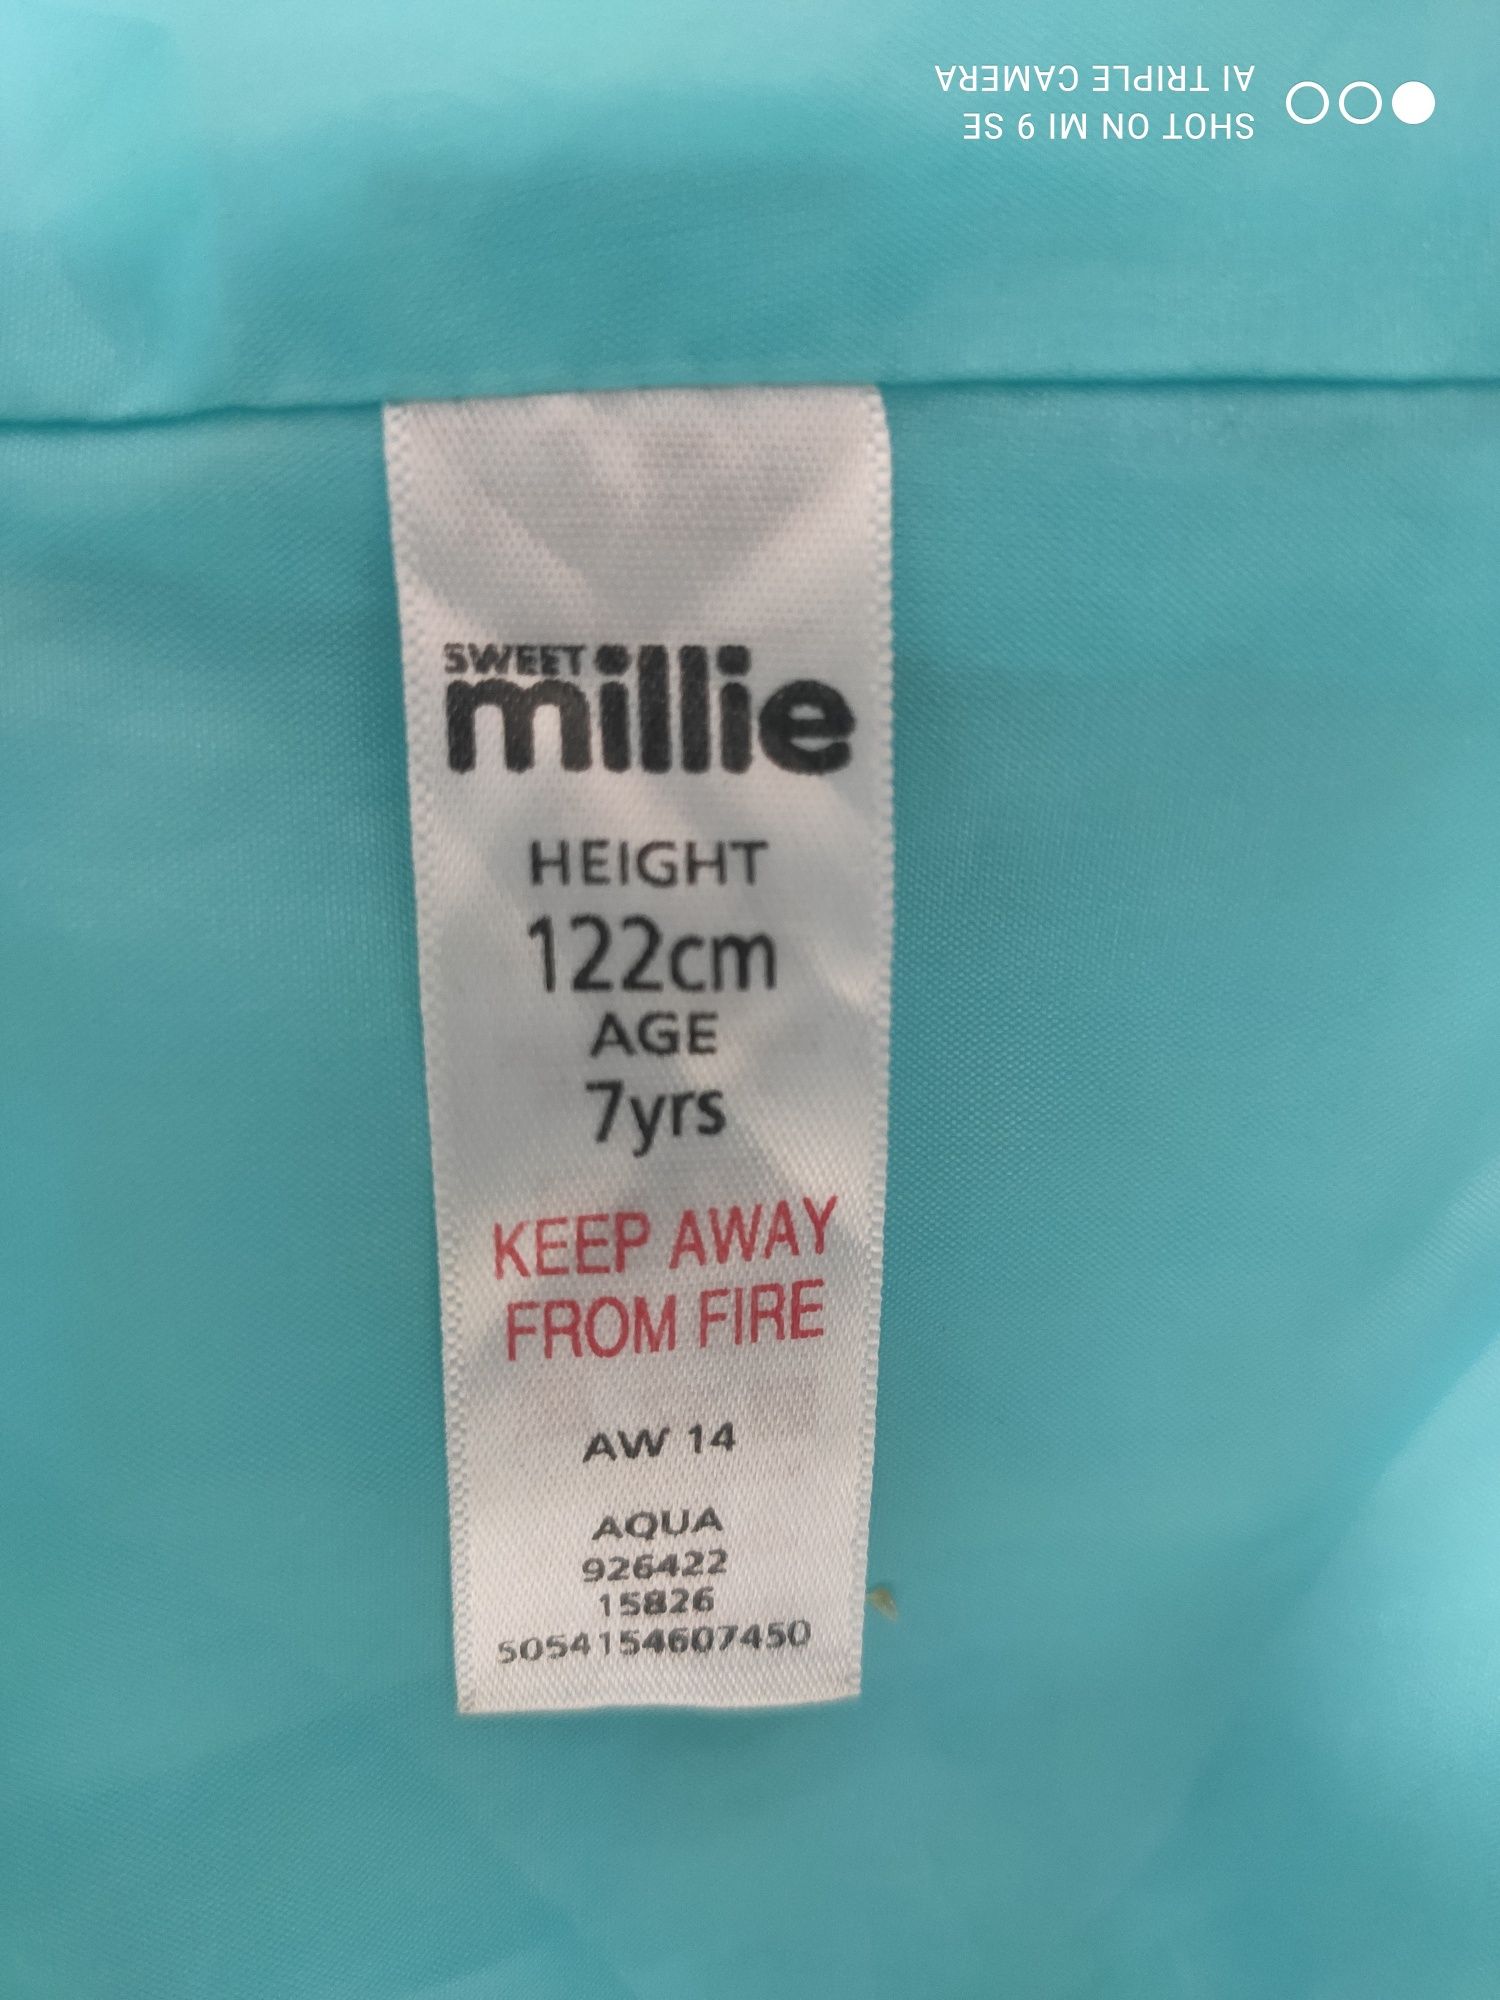 SWEET
millie
HEIGHT
122cm
AGE
7yrs
KEEP AWAY
FROM FIRE
AW 14
AQUA
926422
15826
5054154607450
SHOT ON MI 9 SE
AI TRIPLE CAMERA